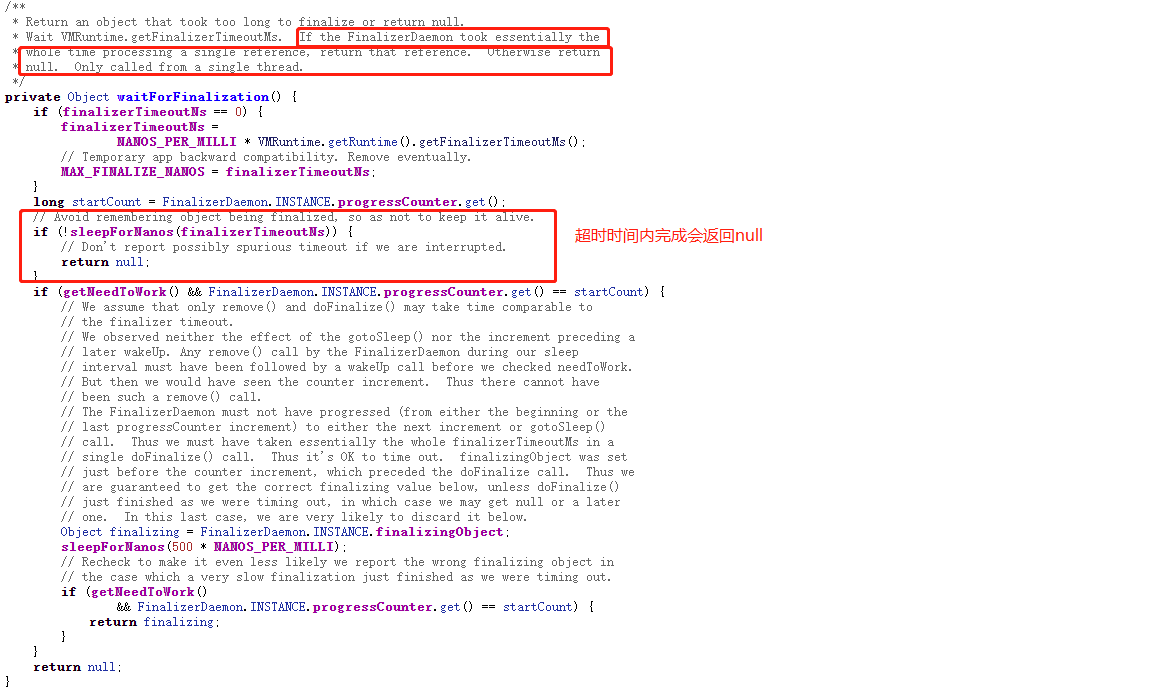 /**
 * Return an object that took too long to finalize or return null.
 * Wait VMRuntime.getFinalizerTimeoutMs.  If the FinalizerDaemon took essentially the
 * whole time processing a single reference, return that reference.  Otherwise return
 * null.  Only called from a single thread.
 */
private Object waitForFinalization() {
    if (finalizerTimeoutNs == 0) {
        finalizerTimeoutNs =
                NANOS_PER_MILLI * VMRuntime.getRuntime().getFinalizerTimeoutMs();
        // Temporary app backward compatibility. Remove eventually.
        MAX_FINALIZE_NANOS = finalizerTimeoutNs;
    }
    long startCount = FinalizerDaemon.INSTANCE.progressCounter.get();
    // Avoid remembering object being finalized, so as not to keep it alive.
    if (!sleepForNanos(finalizerTimeoutNs)) {
超时时间内完成会返回null
        // Don't report possibly spurious timeout if we are interrupted.
        return null;
    }
    if (getNeedToWork() && FinalizerDaemon.INSTANCE.progressCounter.get() == startCount) {
        // We assume that only remove() and doFinalize() may take time comparable to
        // the finalizer timeout.
        // We observed neither the effect of the gotoSleep() nor the increment preceding a
        // later wakeUp. Any remove() call by the FinalizerDaemon during our sleep
        // interval must have been followed by a wakeUp call before we checked needToWork.
        // But then we would have seen the counter increment.  Thus there cannot have
        // been such a remove() call.
        // The FinalizerDaemon must not have progressed (from either the beginning or the
        // last progressCounter increment) to either the next increment or gotoSleep()
        // call.  Thus we must have taken essentially the whole finalizerTimeoutMs in a
        // single doFinalize() call.  Thus it's OK to time out.  finalizingObject was set
        // just before the counter increment, which preceded the doFinalize call.  Thus we
        // are guaranteed to get the correct finalizing value below, unless doFinalize()
        // just finished as we were timing out, in which case we may get null or a later
        // one.  In this last case, we are very likely to discard it below.
        Object finalizing = FinalizerDaemon.INSTANCE.finalizingObject;
        sleepForNanos(500 * NANOS_PER_MILLI);
        // Recheck to make it even less likely we report the wrong finalizing object in
        // the case which a very slow finalization just finished as we were timing out.
        if (getNeedToWork()
                && FinalizerDaemon.INSTANCE.progressCounter.get() == startCount) {
            return finalizing;
        }
    }
    return null;
}